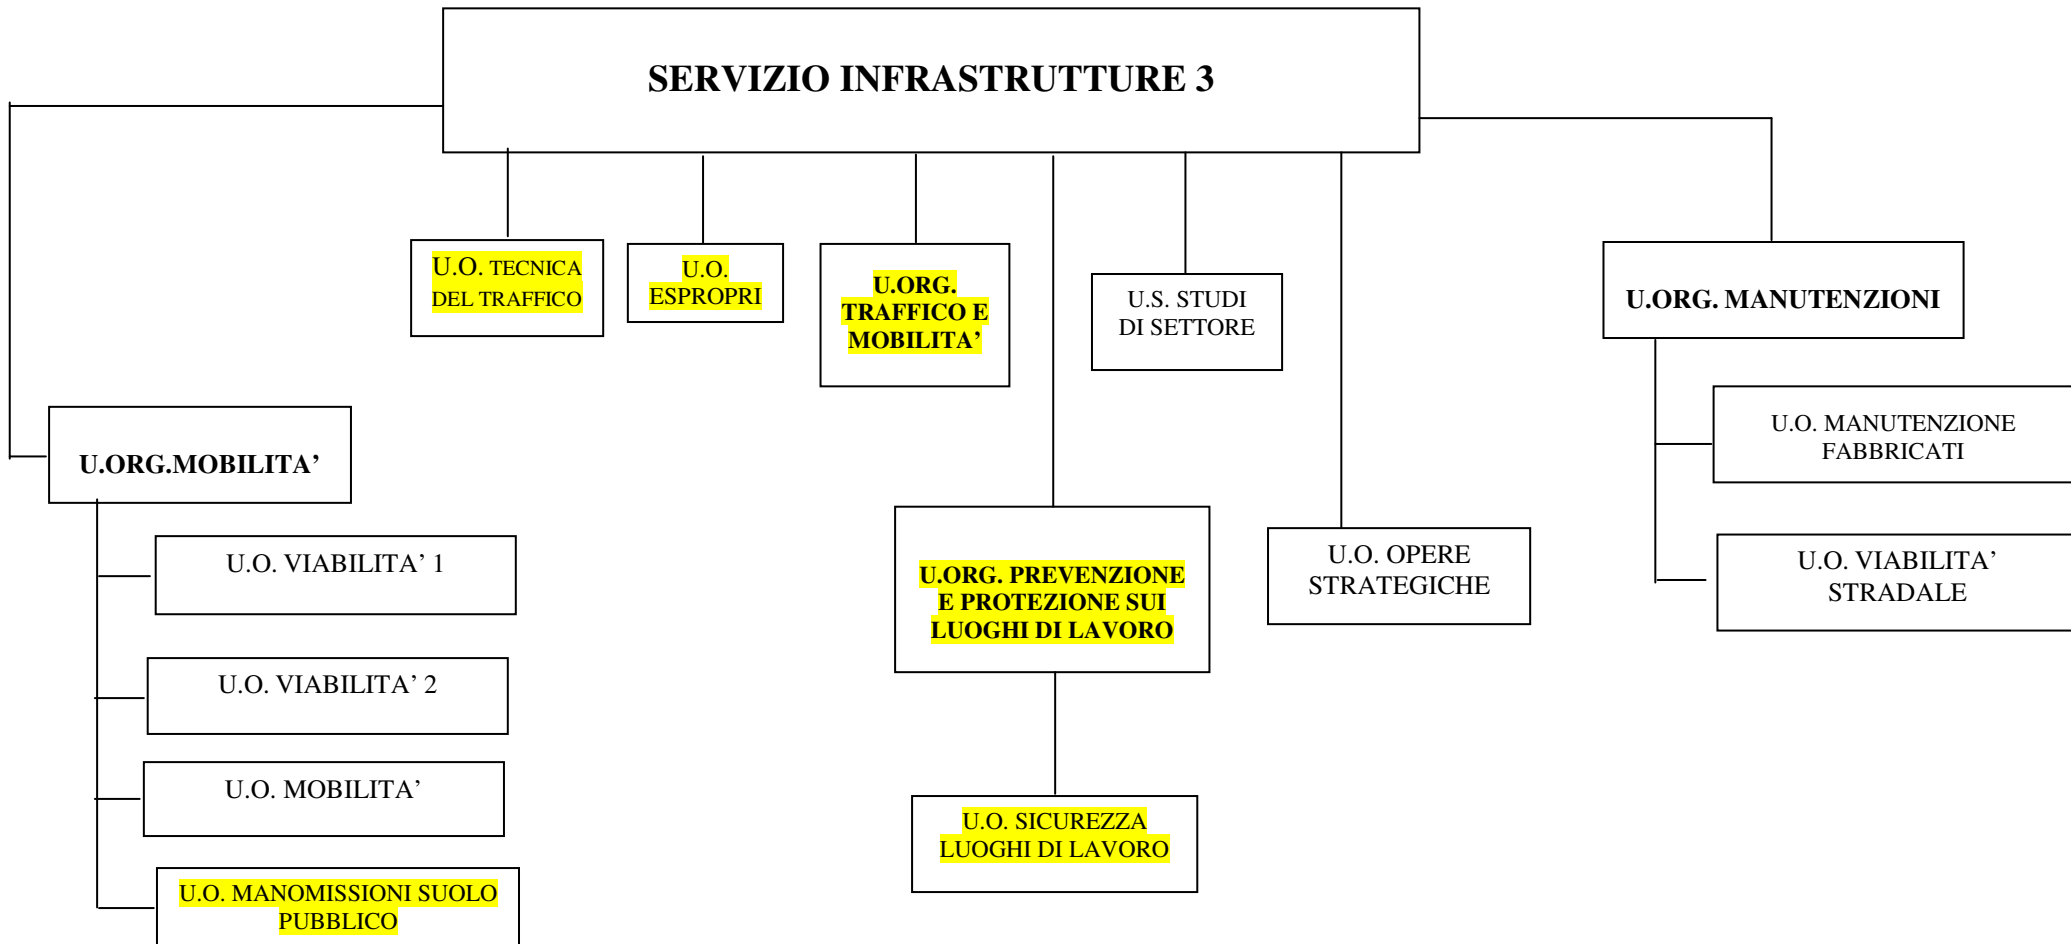 SERVIZIO INFRASTRUTTURE 3
U.O. TECNICA
DEL TRAFFICO
U.O.
ESPROPRI
U.ORG.
TRAFFICO E
MOBILITA’
U.S. STUDI
DI SETTORE
U.ORG. MANUTENZIONI
U.O. MANUTENZIONE
FABBRICATI
U.ORG.MOBILITA’
U.O. VIABILITA’ 1
U.ORG. PREVENZIONE
E PROTEZIONE SUI
LUOGHI DI LAVORO
U.O. OPERE
STRATEGICHE
U.O. VIABILITA’
STRADALE
U.O. VIABILITA’ 2
U.O. MOBILITA’
U.O. SICUREZZA
LUOGHI DI LAVORO
U.O. MANOMISSIONI SUOLO
PUBBLICO